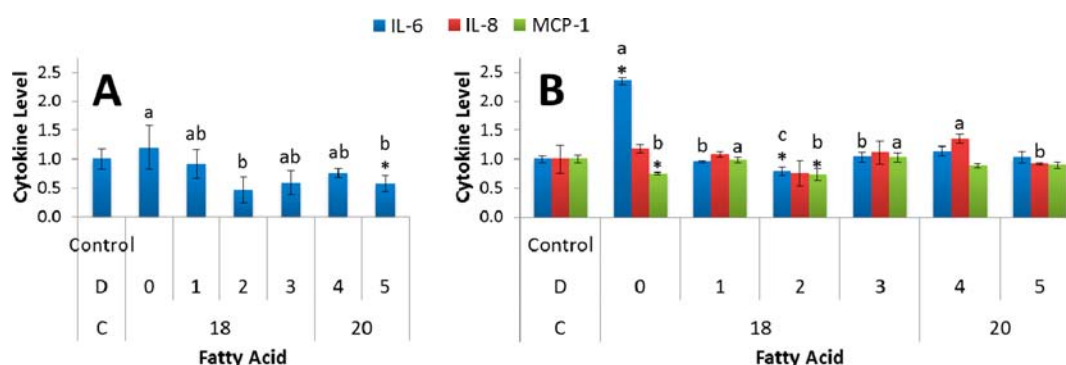 IL-6 IL-8 MCP-1
A
Cytokine Level
2.5
2.0
1.5
1.0
0.5
0.0
a
ab
b
ab
ab
b
*
Control
D 0 1 2 3 4 5
C 18 20
Fatty Acid
B
Cytokine Level
2.5
2.0
1.5
1.0
0.5
0.0
a
*
b
*
b a
c
*
b
*
b a
a
b
Control
D 0 1 2 3 4 5
C 18 20
Fatty Acid